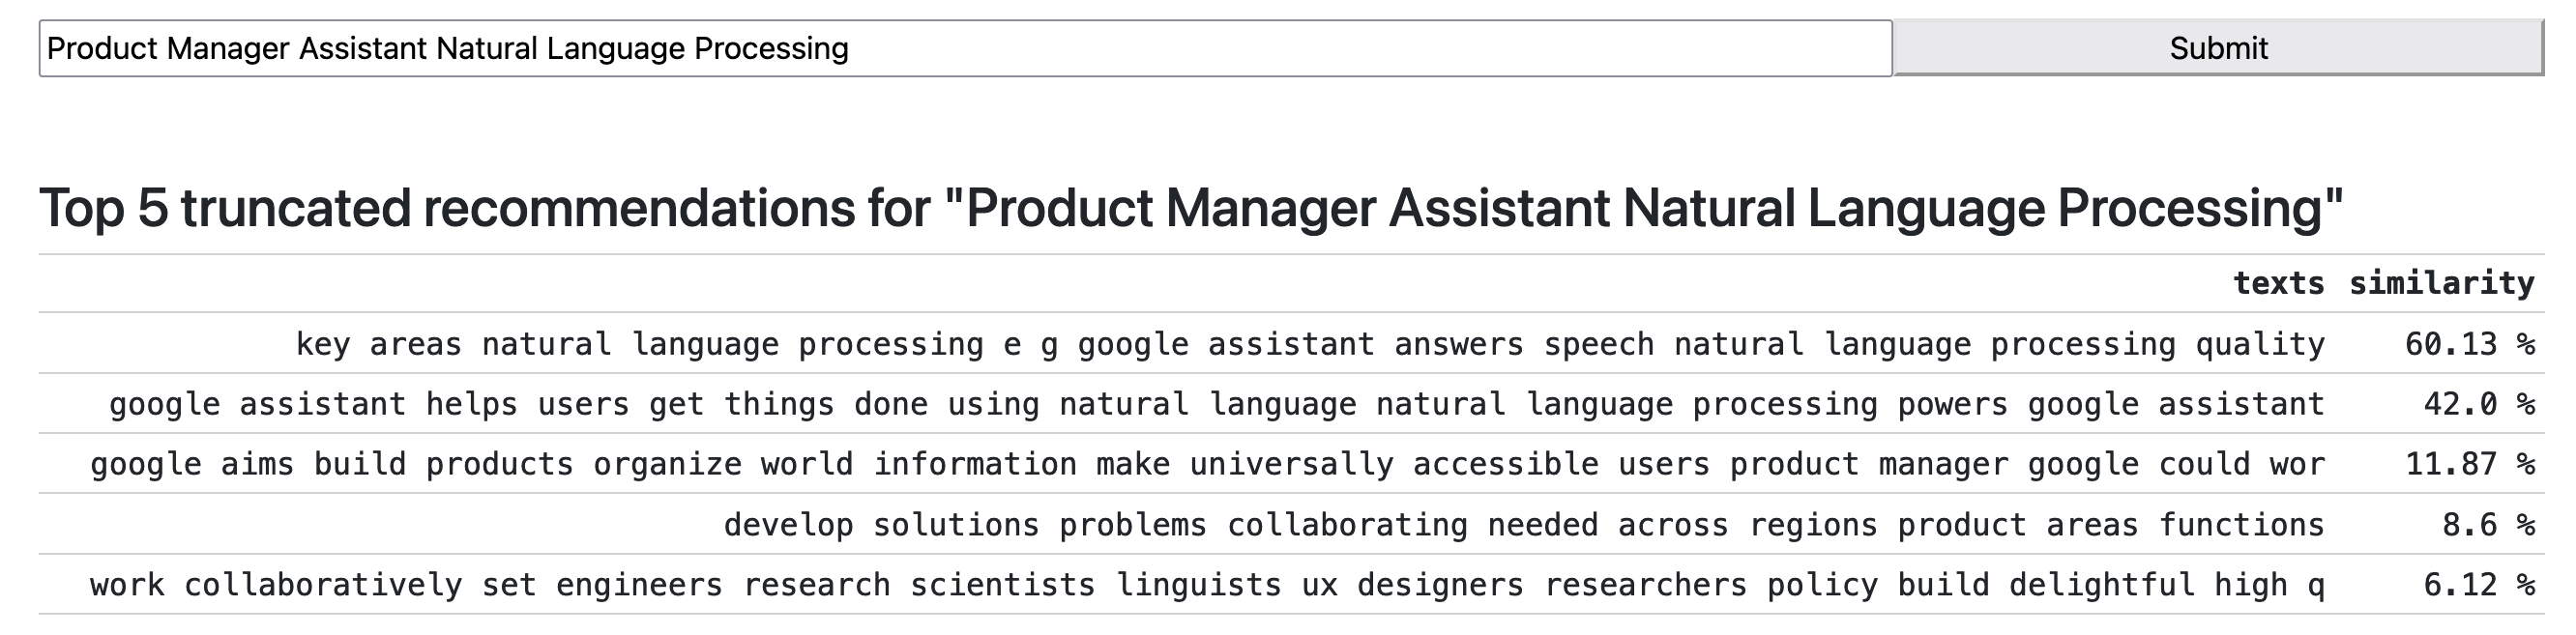 Product Manager Assistant Natural Language Processing Submit
Top 5 truncated recommendations for "Product Manager Assistant Natural Language Processing"
texts similarity
key areas natural language processing e g google assistant answers speech natural language processing quality 60.13 %
google assistant helps users get things done using natural language natural language processing powers google assistant 42.0 %
google aims build products organize world information make universally accessible users product manager google could wor 11.87 %
develop solutions problems collaborating needed across regions product areas functions 8.6 %
work collaboratively set engineers research scientists linguists ux designers researchers policy build delightful high q 6.12 %